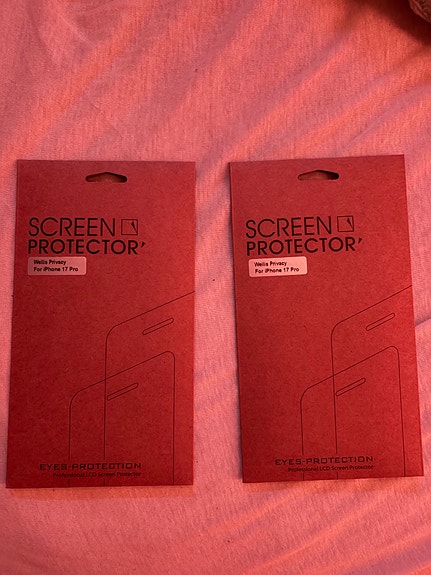 SCREEN
PROTECTOR'
Wellis Privacy
For iPhone 17 Pro
EYES-PROTECTION
Professional LCD Screen Protector
SCREEN
PROTECTOR'
Wellis Privacy
For iPhone 17 Pro
EYES-PROTECTION
Professional LCD Screen Protector